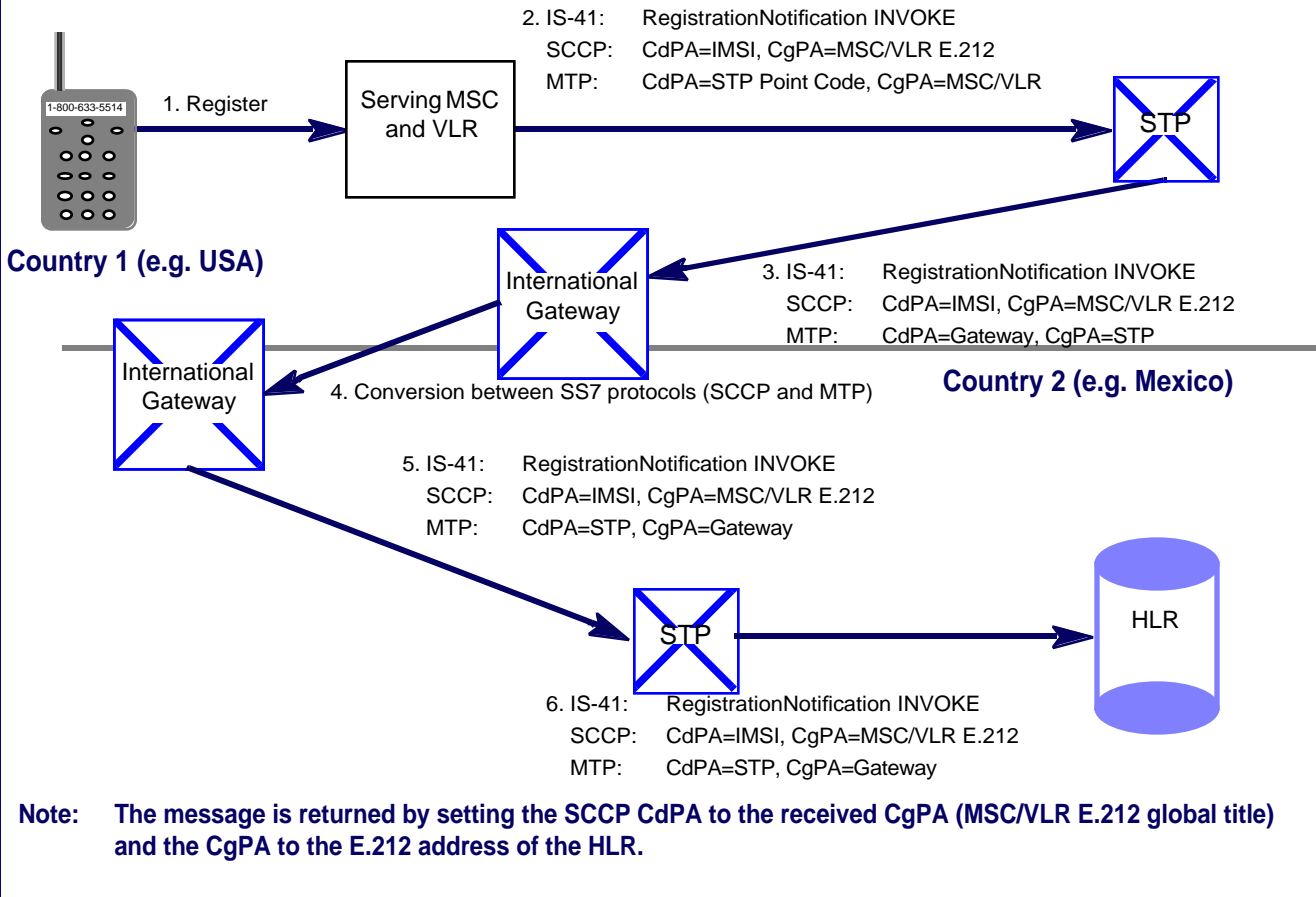 2. IS-41: RegistrationNotification INVOKE
SCCP: CdPA=IMSI, CgPA=MSC/VLR E.212
MTP: CdPA=STP Point Code, CgPA=MSC/VLR
1-800-633-5514
1. Register
Serving MSC
and VLR
STP
Country 1 (e.g. USA)
International
Gateway
3. IS-41: RegistrationNotification INVOKE
SCCP: CdPA=IMSI, CgPA=MSC/VLR E.212
MTP: CdPA=Gateway, CgPA=STP
International
Gateway
Country 2 (e.g. Mexico)
4. Conversion between SS7 protocols (SCCP and MTP)
5. IS-41: RegistrationNotification INVOKE
SCCP: CdPA=IMSI, CgPA=MSC/VLR E.212
MTP: CdPA=STP, CgPA=Gateway
STP
HLR
6. IS-41: RegistrationNotification INVOKE
SCCP: CdPA=IMSI, CgPA=MSC/VLR E.212
MTP: CdPA=STP, CgPA=Gateway
Note: The message is returned by setting the SCCP CdPA to the received CgPA (MSC/VLR E.212 global title)
and the CgPA to the E.212 address of the HLR.